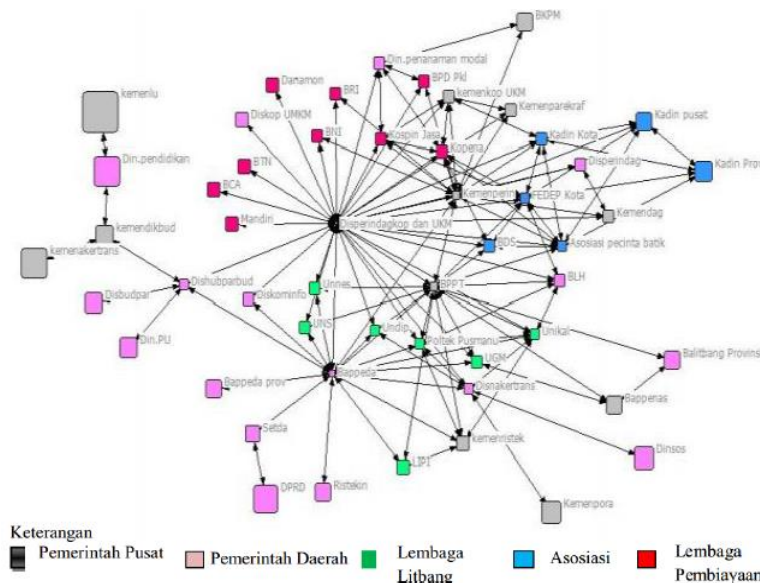 BKPM
Din.penanaman modal
Danamon
BRI
BPD Pkl
kemenlu
kemenkop UKM
Kemenparekraf
Diskop UMKM
Kadin pusat
BNI
Kospin Jasa
Kadin Kota
Kopena
Din.pendidikan
BTN
Disperindag
Kadin Prov
BCA
Kemenperin
FEDEP Kota
Mandiri
Disperindagkop dan UKM
Kemendag
kemendikbud
BDS
Asosiasi pecinta batik
kemenakertrans
Dishubparbud
Unnes
BPPT
BLH
Disbudpar
Diskominfo
UNS
Undip
Unikal
Din.PU
Poltek Pusmanu
UGM
Balitbang Provinsi
Bappeda
Bappeda prov
Disnakertrans
Bappenas
Setda
kemenristek
Dinsos
LIPI
DPRD
Ristekin
Kemenpora
Keterangan
Pemerintah Pusat
Pemerintah Daerah
Lembaga
Litbang
Asosiasi
Lembaga
Pembiayaan